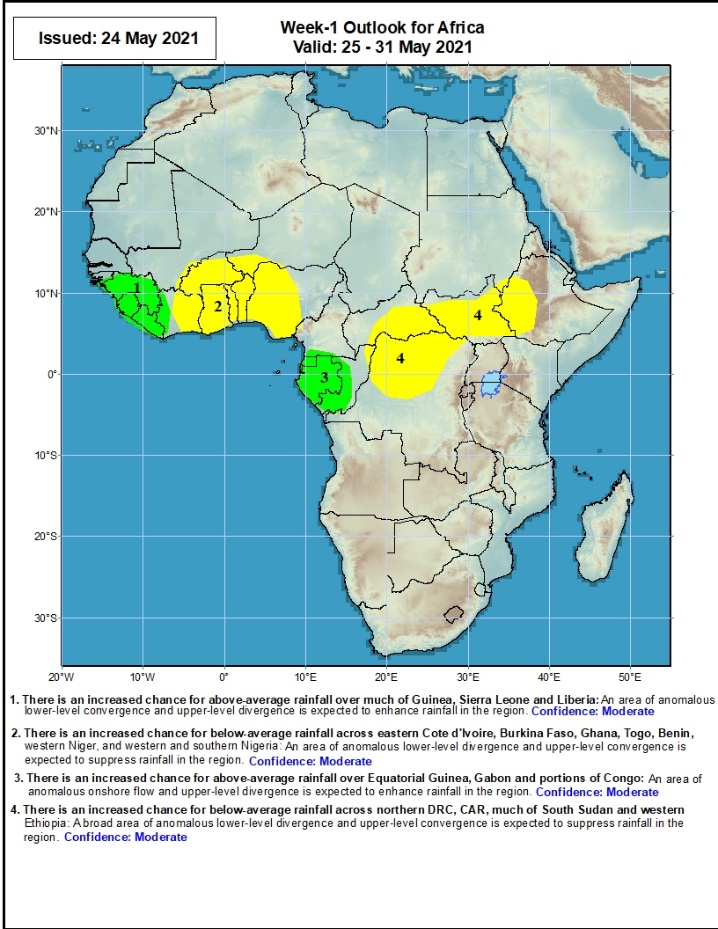 Issued: 24 May 2021
Week-1 Outlook for Africa
Valid: 25 - 31 May 2021
30°N
20°N
10°N
0°
10°S
20°S
30°S
1
2
3
4
4
20°W
10°W
0°
10°E
20°E
30°E
40°E
50°E
1. There is an increased chance for above-average rainfall over much of Guinea, Sierra Leone and Liberia: An area of anomalous
lower-level convergence and upper-level divergence is expected to enhance rainfall in the region. Confidence: Moderate
2. There is an increased chance for below-average rainfall across eastern Cote d'Ivoire, Burkina Faso, Ghana, Togo, Benin,
western Niger, and western and southern Nigeria: An area of anomalous lower-level divergence and upper-level convergence is
expected to suppress rainfall in the region. Confidence: Moderate
3. There is an increased chance for above-average rainfall over Equatorial Guinea, Gabon and portions of Congo: An area of
anomalous onshore flow and upper-level divergence is expected to enhance rainfall in the region. Confidence: Moderate
4. There is an increased chance for below-average rainfall across northern DRC, CAR, much of South Sudan and western
Ethiopia: A broad area of anomalous lower-level divergence and upper-level convergence is expected to suppress rainfall in the
region. Confidence: Moderate